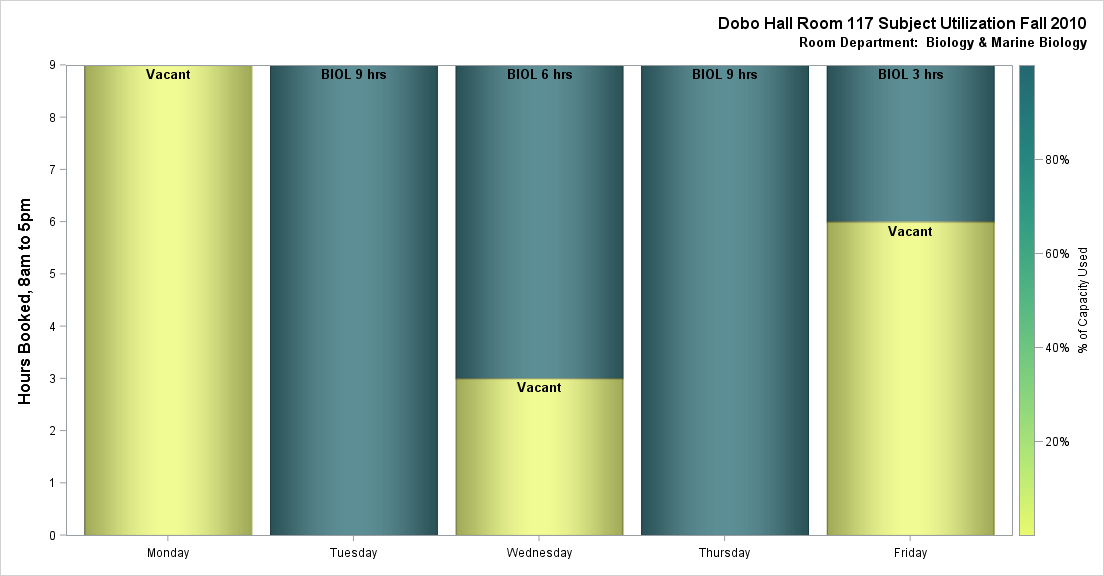 Dobo Hall Room 117 Subject Utilization Fall 2010
Room Department:  Biology & Marine Biology
Hours Booked, 8am to 5pm
9
8
7
6
5
4
3
2
1
0
Vacant
BIOL 9 hrs
BIOL 6 hrs
Vacant
BIOL 9 hrs
BIOL 3 hrs
Vacant
Monday
Tuesday
Wednesday
Thursday
Friday
80%
60%
40%
20%
% of Capacity Used